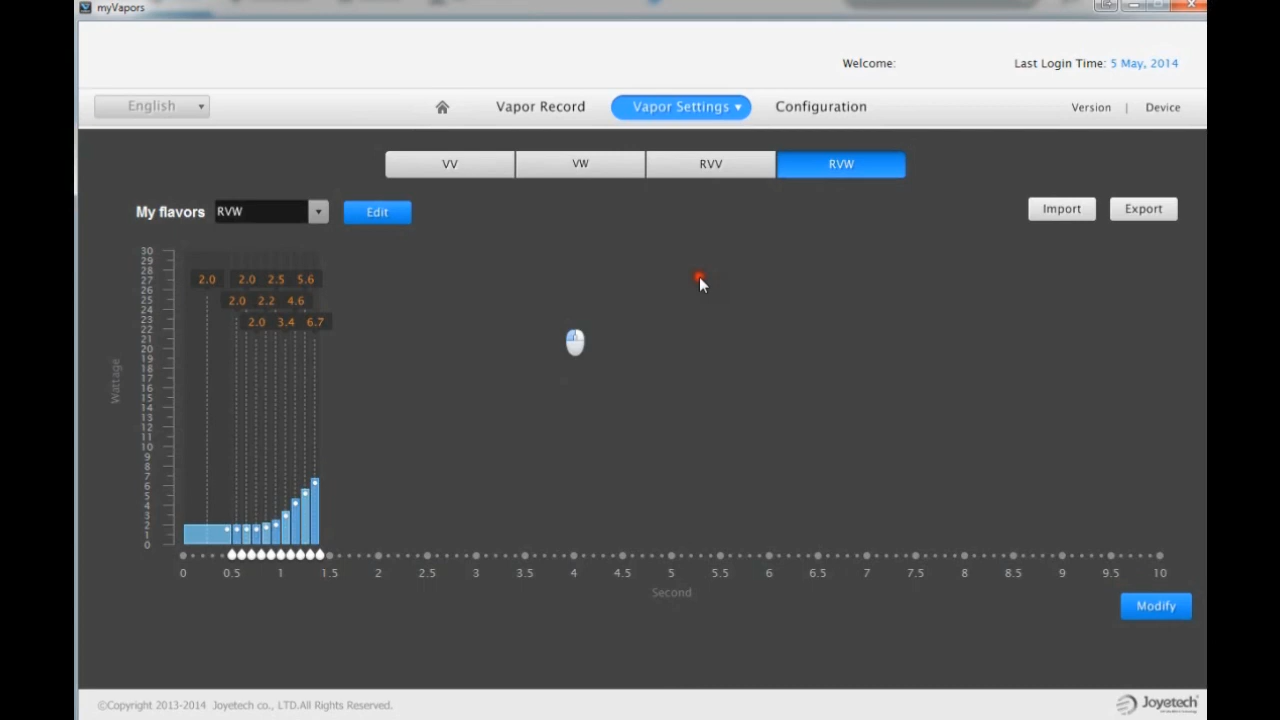 myVapors
Welcome:
Last Login Time: 5 May, 2014
English
Vapor Record
Vapor Settings
Configuration
Version | Device
VV
VW
RVV
RVW
My flavors
RVW
Edit
Import
Export
30
29
28
27
26
25
24
23
22
21
20
19
18
17
16
15
14
13
12
11
10
9
8
7
6
5
4
3
2
1
0
Wattage
2.0 2.0 2.5 5.6
2.0 2.2 4.6
2.0 3.4 6.7
0 0.5 1 1.5 2 2.5 3 3.5 4 4.5 5 5.5 6 6.5 7 7.5 8 8.5 9 9.5 10
Second
Modify
©Copyright 2013-2014 Joyetech co., LTD.All Rights Reserved.
Joyetech